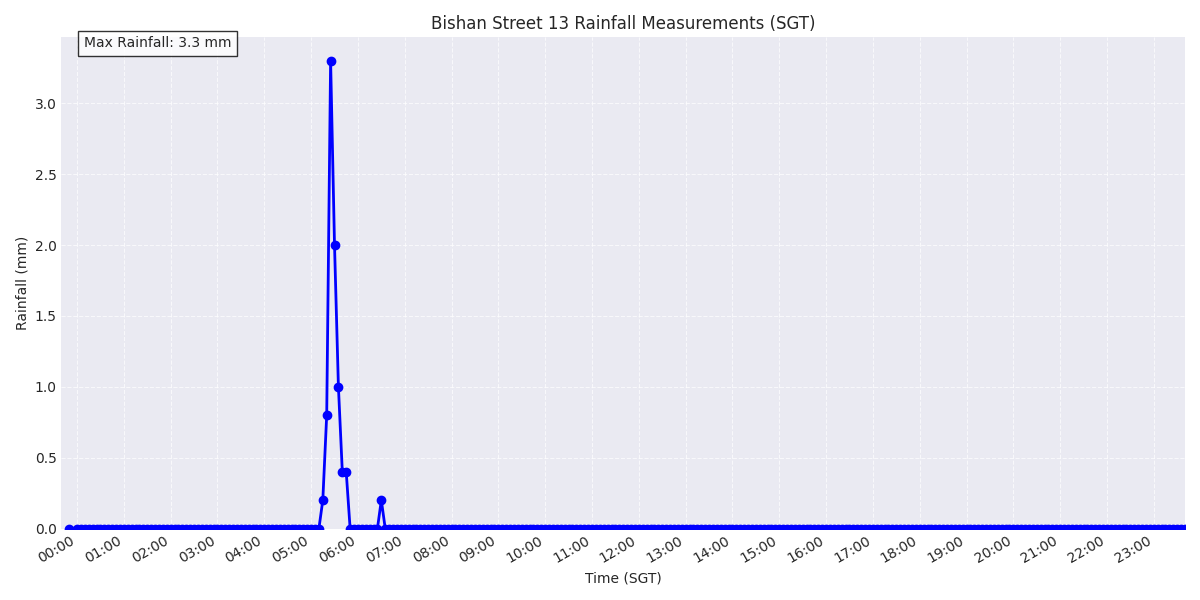 Bishan Street 13 Rainfall Measurements (SGT)
Max Rainfall: 3.3 mm
Rainfall (mm)
3.0
2.5
2.0
1.5
1.0
0.5
0.0
00:00 01:00 02:00 03:00 04:00 05:00 06:00 07:00 08:00 09:00 10:00 11:00 12:00 13:00 14:00 15:00 16:00 17:00 18:00 19:00 20:00 21:00 22:00 23:00
Time (SGT)